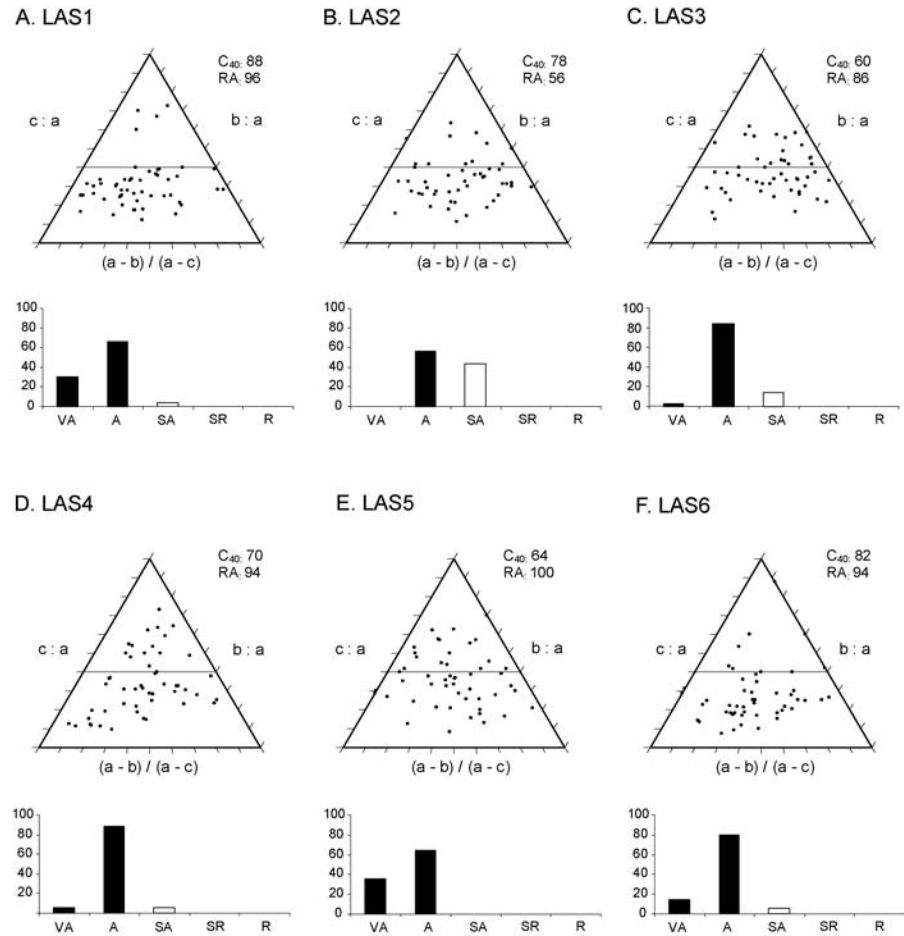 A. LAS1
C40: 88
RA: 96
c : a
b : a
(a - b) / (a - c)
100
80
60
40
20
0
VA A SA SR R
B. LAS2
C40: 78
RA: 56
(a - b) / (a - c)
100
80
60
40
20
0
VA A SA SR R
C. LAS3
C40: 60
RA: 86
c : a
b : a
(a - b) / (a - c)
100
80
60
40
20
0
VA A SA SR R
D. LAS4
C40: 70
RA: 94
c : a
b : a
(a - b) / (a - c)
100
80
60
40
20
VA A SA SR R
E. LAS5
C40: 64
RA: 100
(a - b) / (a - c)
100
80
60
40
20
0
VA A SA SR R
F. LAS6
C40: 82
RA: 94
c : a
b : a
(a - b) / (a - c)
100
80
60
40
20
0
VA A SA SR R